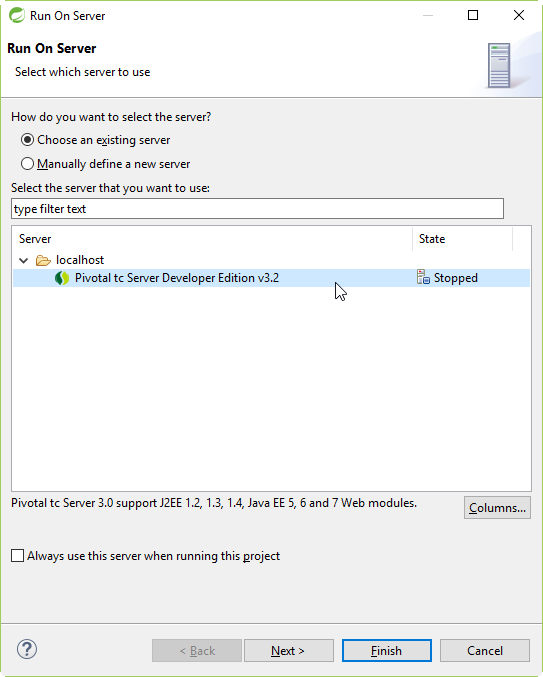 Run On Server
Run On Server
Select which server to use
How do you want to select the server?
Choose an existing server
Manually define a new server
Select the server that you want to use:
type filter text
Server State
localhost
Pivotal tc Server Developer Edition v3.2 Stopped
Pivotal tc Server 3.0 support J2EE 1.2, 1.3, 1.4, Java EE 5, 6 and 7 Web modules.
Columns...
Always use this server when running this project
? < Back Next > Finish Cancel